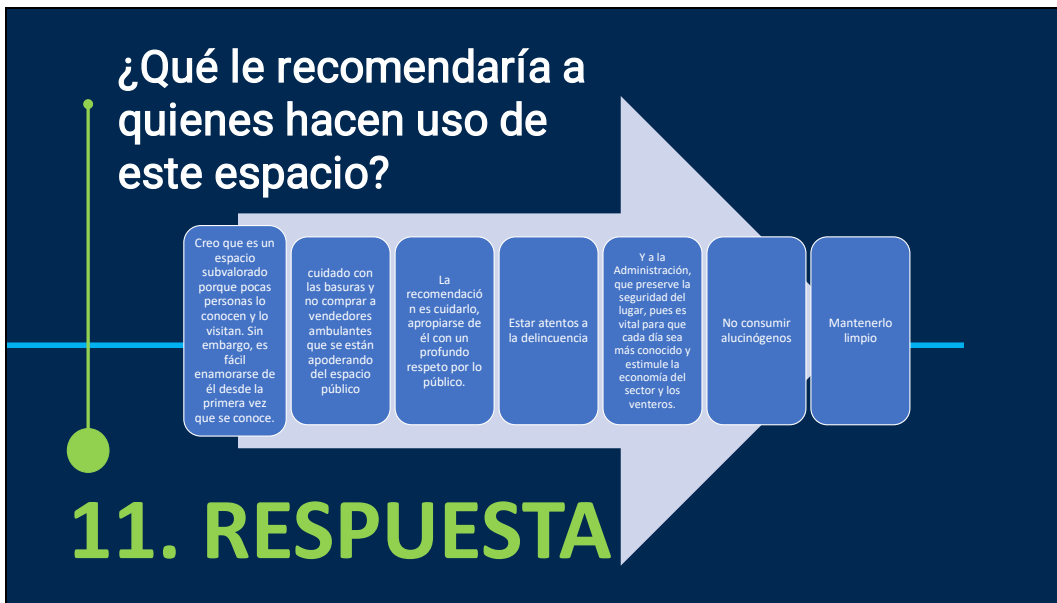 ¿Qué le recomendaría a
quienes hacen uso de
este espacio?
Creo que es un
espacio
subvalorado
porque pocas
personas lo
conocen y lo
visitan. Sin
embargo, es
fácil
enamorarse de
él desde la
primera vez
que se conoce.
cuidado con
las basuras y
no comprar a
vendedores
ambulantes
que se están
apoderando
del espacio
público
La
recomendació
n es cuidarlo,
apropiarse de
él con un
profundo
respeto por lo
público.
Estar atentos a
la delincuencia
Y a la
Administración,
que preserve la
seguridad del
lugar, pues es
vital para que
cada día sea
más conocido y
estimule la
economía del
sector y los
venteros.
No consumir
alucinógenos
Mantenerlo
limpio
11. RESPUESTA